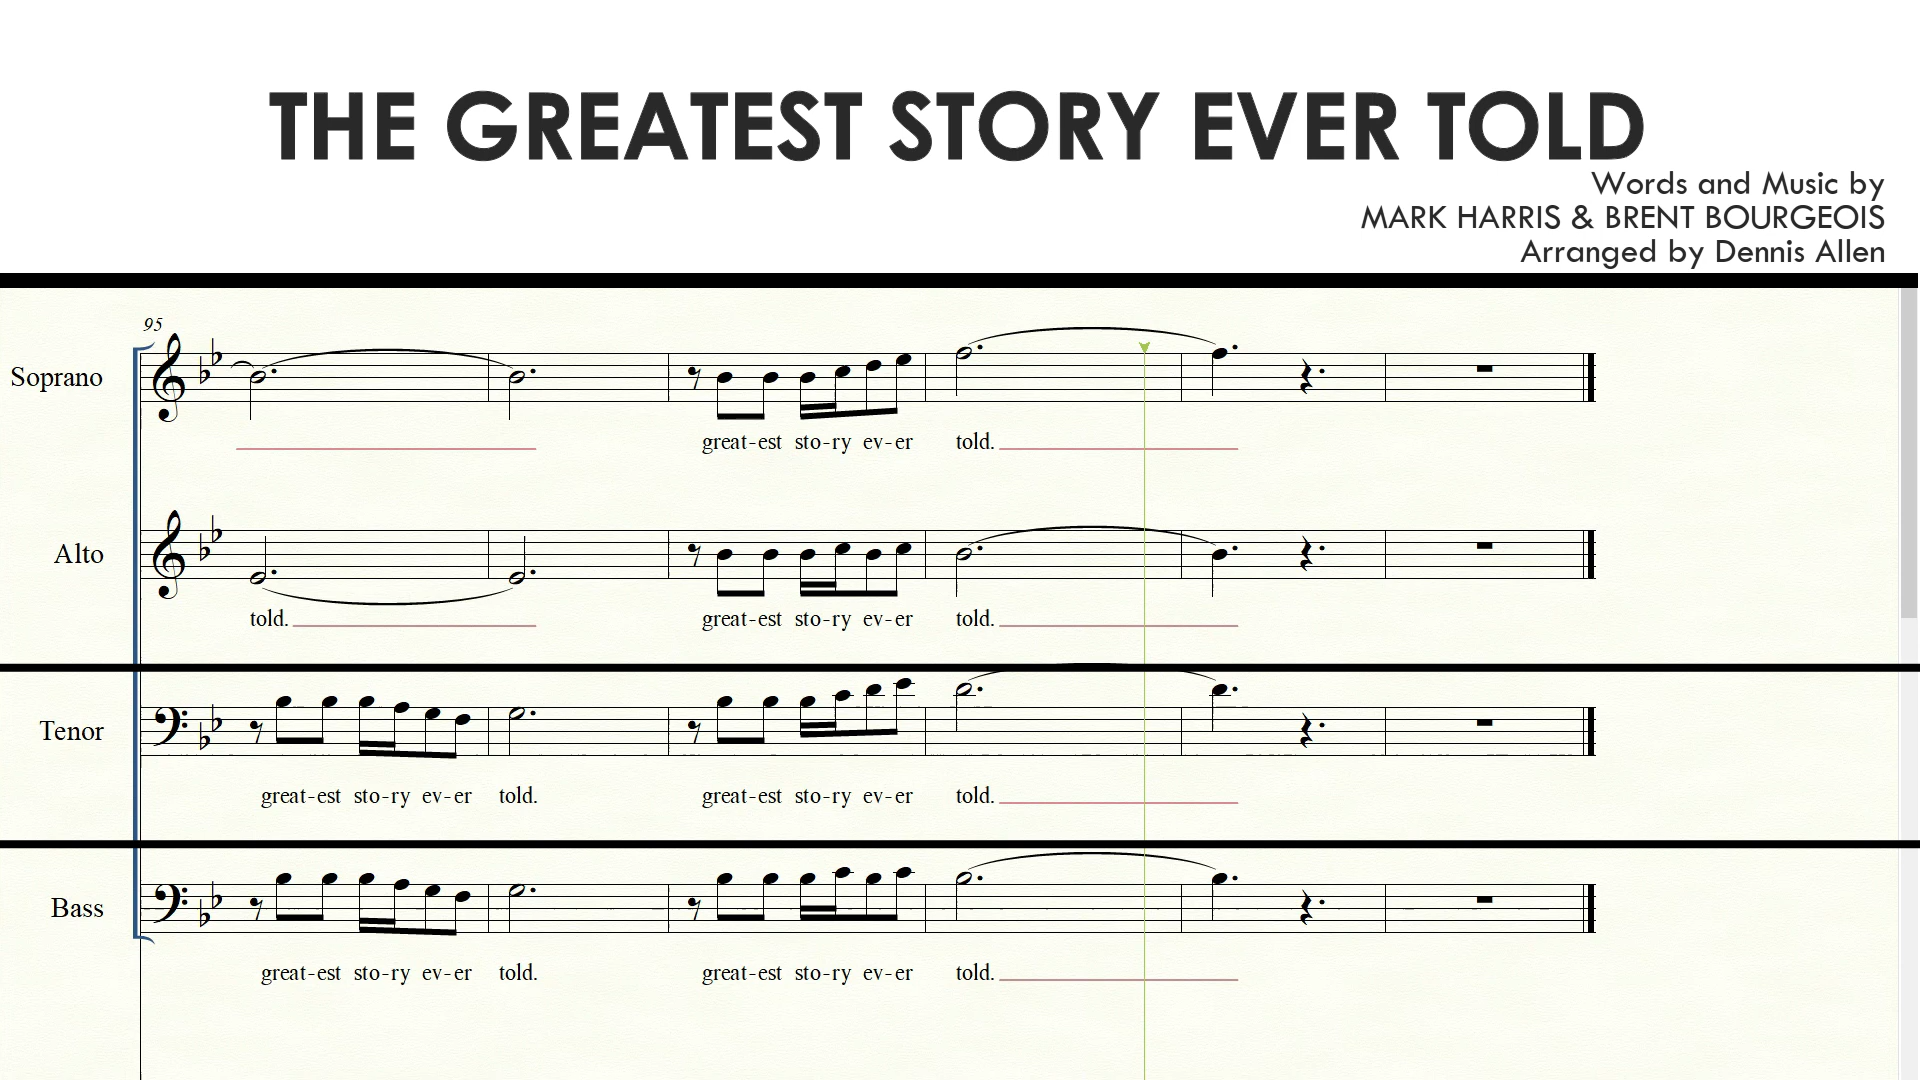 THE GREATEST STORY EVER TOLD
Words and Music by
MARK HARRIS & BRENT BOURGEOIS
Arranged by Dennis Allen
95
Soprano
great-est sto-ry ev-er told.
Alto
told. great-est sto-ry ev-er told.
Tenor
great-est sto-ry ev-er told. great-est sto-ry ev-er told.
Bass
great-est sto-ry ev-er told. great-est sto-ry ev-er told.